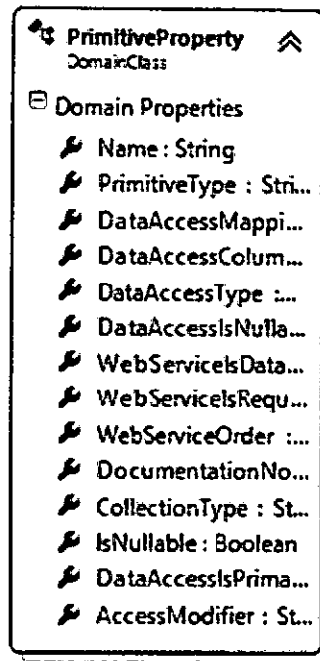 PrimitiveProperty
DomainClass
Domain Properties
Name : String
PrimitiveType : Stri...
DataAccessMappi...
DataAccessColum...
DataAccessType :...
DataAccessIsNulla...
WebServiceIsData...
WebServiceIsRequ...
WebServiceOrder :...
DocumentationNo...
CollectionType : St...
IsNullable : Boolean
DataAccessIsPrima...
AccessModifier : St...